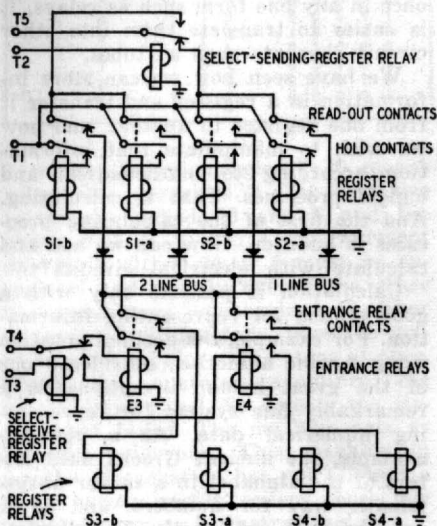 T5
T2
SELECT-SENDING-REGISTER RELAY
READ-OUT CONTACTS
T1
HOLD CONTACTS
REGISTER
RELAYS
S1-b
S1-a
S2-b
S2-a
2 LINE BUS
1 LINE BUS
ENTRANCE RELAY
CONTACTS
T4
ENTRANCE RELAYS
T3
E3
E4
SELECT-
RECEIVE-
REGISTER
RELAY
REGISTER
RELAYS
S3-b
S3-a
S4-b
S4-a